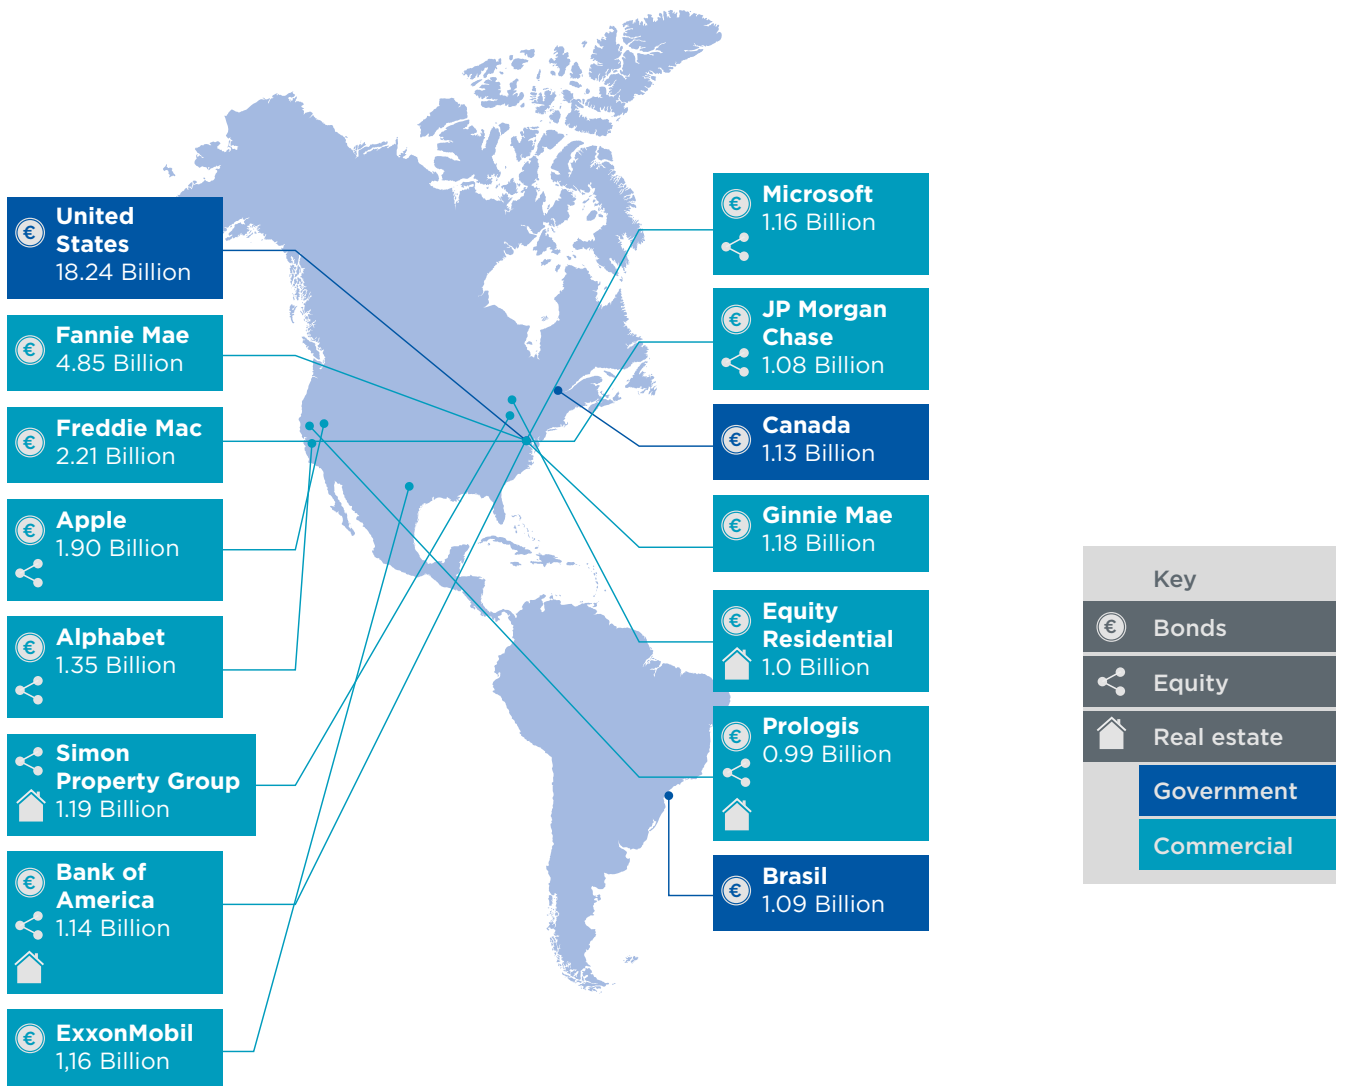 United
States
18.24 Billion
Fannie Mae
4.85 Billion
Freddie Mac
2.21 Billion
Apple
1.90 Billion
Alphabet
1.35 Billion
Simon
Property Group
1.19 Billion
Bank of
America
1.14 Billion
ExxonMobil
1,16 Billion
Microsoft
1.16 Billion
JP Morgan
Chase
1.08 Billion
Canada
1.13 Billion
Ginnie Mae
1.18 Billion
Equity
Residential
1.0 Billion
Prologis
0.99 Billion
Brasil
1.09 Billion
Key
€ Bonds
Equity
Real estate
Government
Commercial